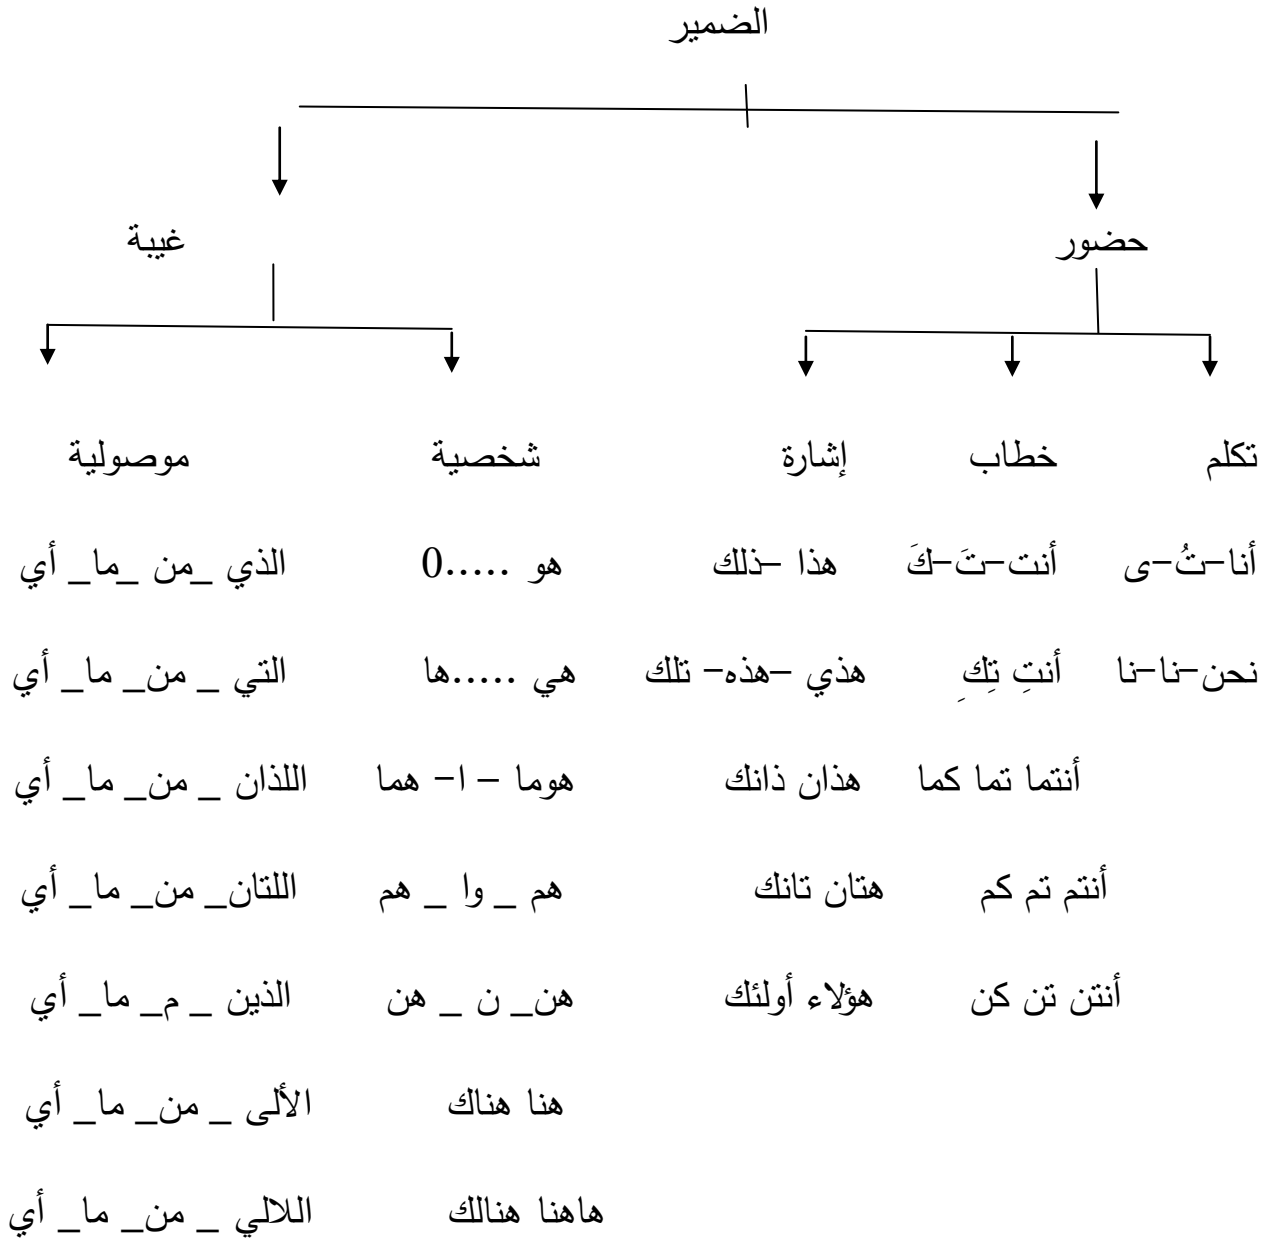 الضمير
حضور غيبة
تكلم خطاب إشارة شخصية موصولية
أنا-تُ-ى أنت-تَ-كَ هذا –ذلك هو .....0 الذي _من _ما_ أي
نحن-نا-نا أنتِ تِكِ هذي –هذه- تلك هي .....ها التي _ من_ ما_ أي
أنتما تما كما هذان ذانك هوما – ا- هما اللذان _ من_ ما_ أي
أنتم تم كم هتان تانك هم _ وا _ هم اللتان_ من_ ما_ أي
أنتن تن كن هؤلاء أولئك هن_ ن _ هن الذين _ م_ ما_ أي
هنا هناك الألى _ من_ ما_ أي
هاهنا هنالك اللالي _ من_ ما_ أي